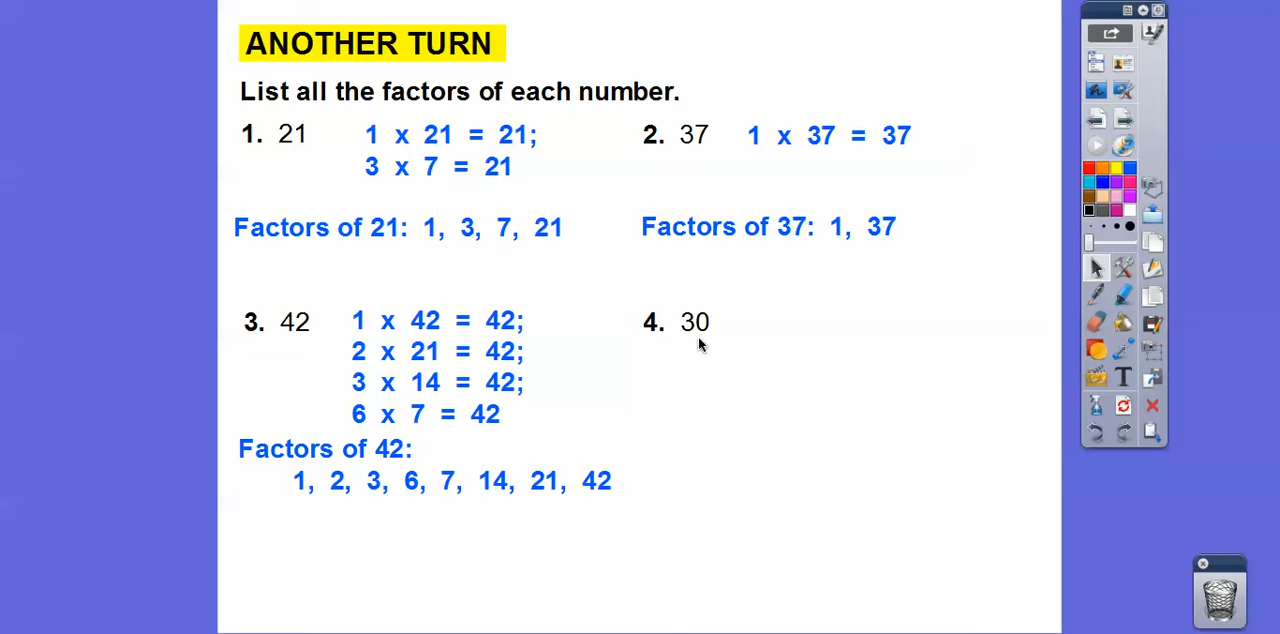 ANOTHER TURN
List all the factors of each number.
1. 21 1 x 21 = 21;
3 x 7 = 21
Factors of 21: 1, 3, 7, 21
2. 37 1 x 37 = 37
Factors of 37: 1, 37
3. 42 1 x 42 = 42;
2 x 21 = 42;
3 x 14 = 42;
6 x 7 = 42
Factors of 42:
1, 2, 3, 6, 7, 14, 21, 42
4. 30
T